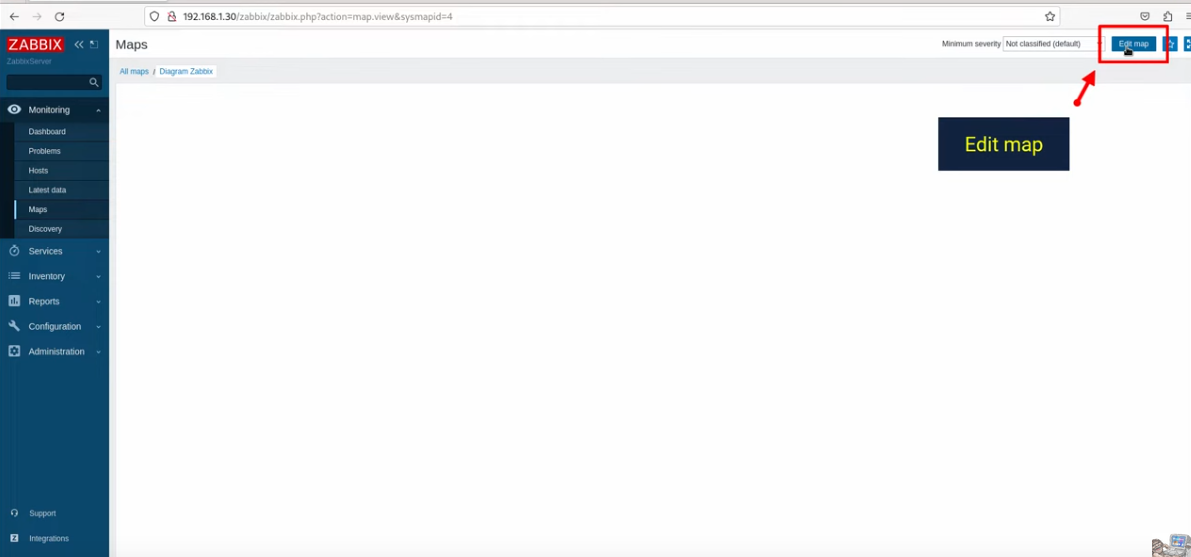 192.168.1.30/zabbix/zabbix.php?action=map.view&sysmapid=4
ZABBIX
ZabbixServer
Maps
Minimum severity Not classified (default) Edit map
All maps / Diagram Zabbix
Edit map
Monitoring
Dashboard
Problems
Hosts
Latest data
Maps
Discovery
Services
Inventory
Reports
Configuration
Administration
Support
Z Integrations